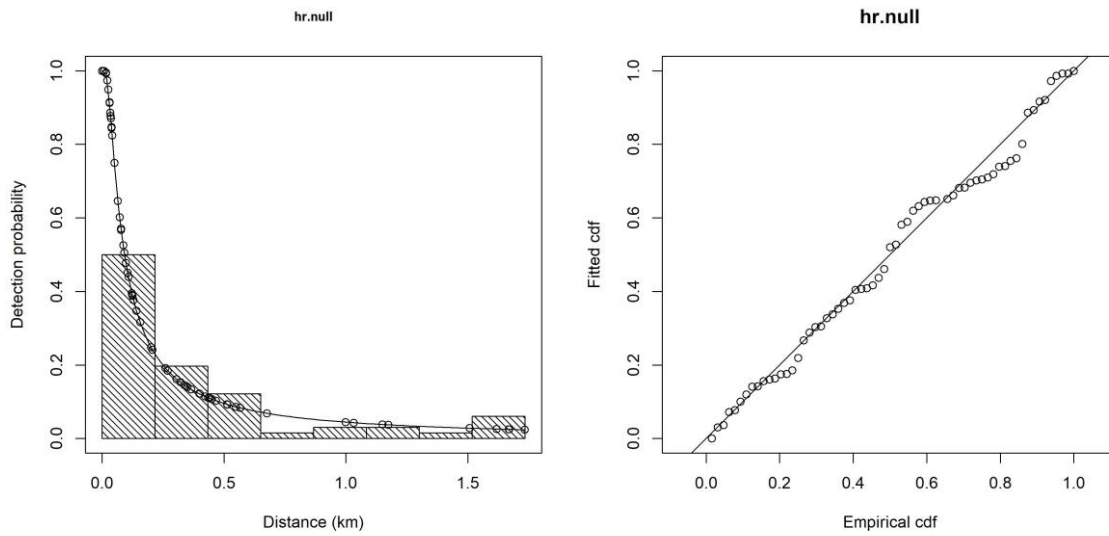 hr.null
Detection probability
1.0
0.8
0.6
0.4
0.2
0.0
0.0 0.5 1.0 1.5
Distance (km)
hr.null
Fitted cdf
1.0
0.8
0.6
0.4
0.2
0.0
0.0 0.2 0.4 0.6 0.8 1.0
Empirical cdf